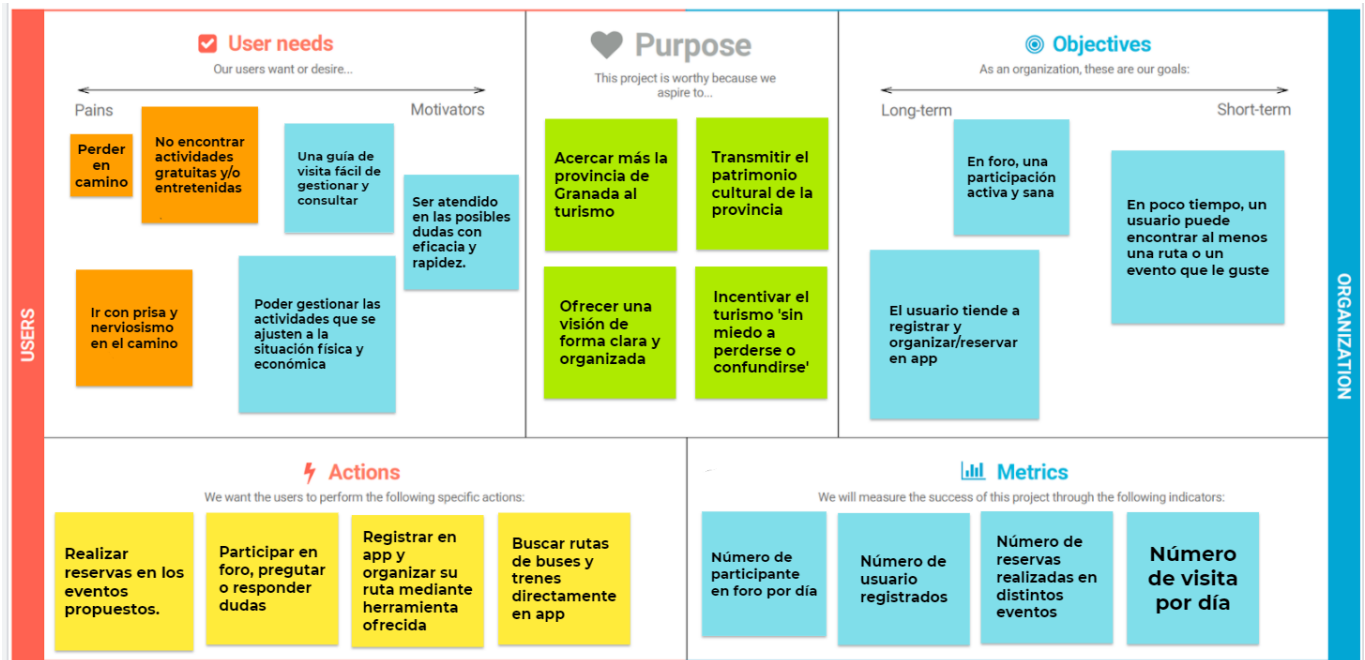 USERS
User needs
Our users want or desire...
Pains
Motivators
Perder
en
camino
No encontrar
actividades
gratuitas y/o
entretenidas
Una guía de
visita fácil de
gestionar y
consultar
Ser atendido
en las posibles
dudas con
eficacia y
rapidez.
Ir con prisa y
nerviosismo
en el camino
Poder gestionar las
actividades que se
ajusten a la
situación física y
económica
Purpose
This project is worthy because we
aspire to...
Acercar más la
provincia de
Granada al
turismo
Transmitir el
patrimonio
cultural de la
provincia
Ofrecer una
visión de
forma clara y
organizada
Incentivar el
turismo 'sin
miedo a
perderse o
confundirse'
Objectives
As an organization, these are our goals:
Long-term
Short-term
En foro, una
participación
activa y sana
En poco tiempo, un
usuario puede
encontrar al menos
una ruta o un
evento que le guste
El usuario tiende a
registrar y
organizar/reservar
en app
ORGANIZATION
Actions
We want the users to perform the following specific actions:
Realizar
reservas en los
eventos
propuestos.
Participar en
foro, pregutar
o responder
dudas
Registrar en
app y
organizar su
ruta mediante
herramienta
ofrecida
Buscar rutas
de buses y
trenes
directamente
en app
Metrics
We will measure the success of this project through the following indicators:
Número de
participante
en foro por día
Número de
usuario
registrados
Número de
reservas
realizadas en
distintos
eventos
Número
de visita
por día